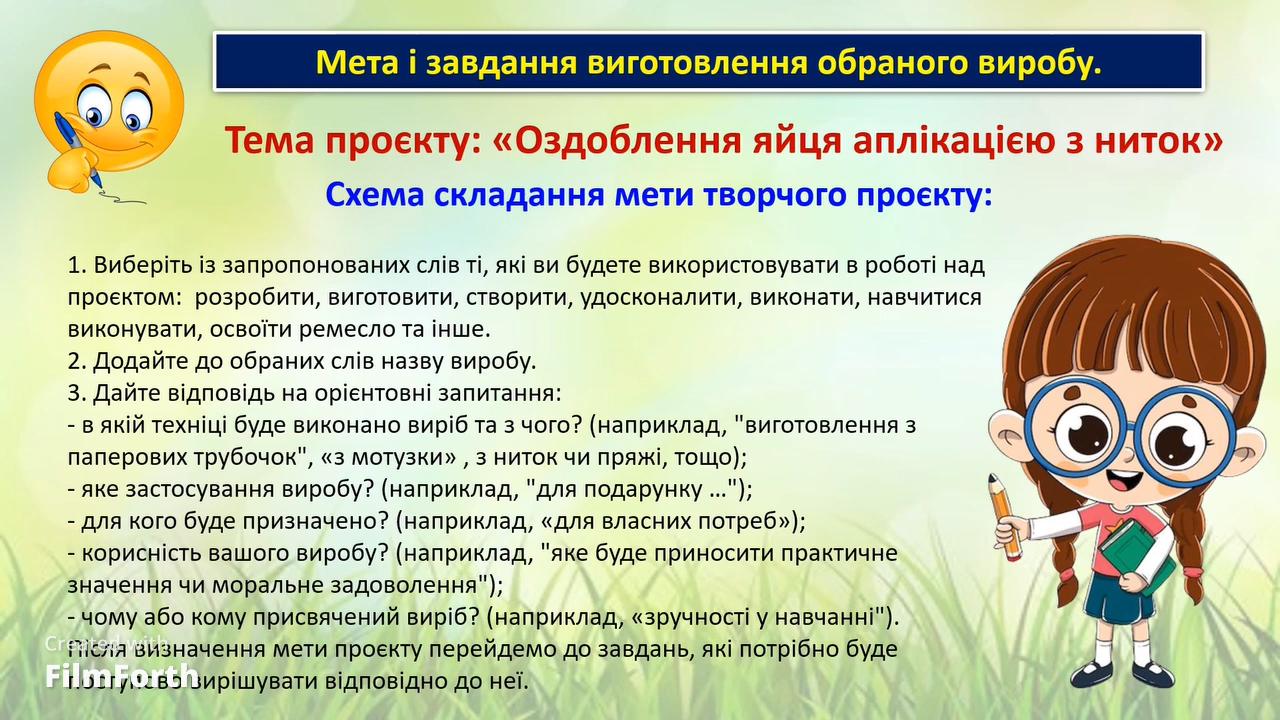 Мета і завдання виготовлення обраного виробу.
Тема проєкту: «Оздоблення яйця аплікацією з ниток»
Схема складання мети творчого проєкту:
1. Виберіть із запропонованих слів ті, які ви будете використовувати в роботі над
проєктом:  розробити, виготовити, створити, удосконалити, виконати, навчитися
виконувати, освоїти ремесло та інше.
2. Додайте до обраних слів назву виробу.
3. Дайте відповідь на орієнтовні запитання:
- в якій техніці буде виконано виріб та з чого? (наприклад, "виготовлення з
паперових трубочок", «з мотузки» , з ниток чи пряжі, тощо);
- яке застосування виробу? (наприклад, "для подарунку ...");
- для кого буде призначено? (наприклад, «для власних потреб»);
- корисність вашого виробу? (наприклад, "яке буде приносити практичне
значення чи моральне задоволення");
- чому або кому присвячений виріб? (наприклад, «зручності у навчанні").
Після визначення мети проєкту перейдемо до завдань, які потрібно буде
поступово вирішувати відповідно до неї.
Created with
FilmForth